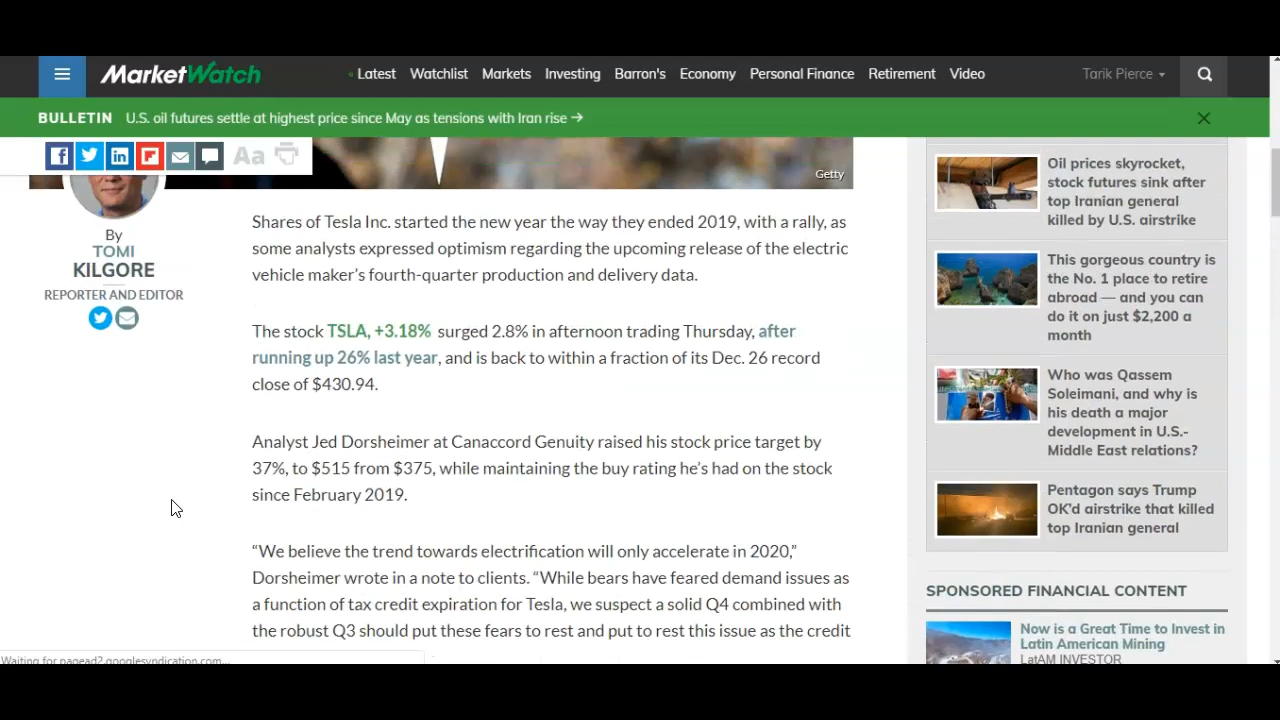 MarketWatch
Latest Watchlist Markets Investing Barron's Economy Personal Finance Retirement Video Tarik Pierce
BULLETIN U.S. oil futures settle at highest price since May as tensions with Iran rise →
Aa
Getty
By
TOMI
KILGORE
REPORTER AND EDITOR
Shares of Tesla Inc. started the new year the way they ended 2019, with a rally, as
some analysts expressed optimism regarding the upcoming release of the electric
vehicle maker's fourth-quarter production and delivery data.
The stock TSLA, +3.18% surged 2.8% in afternoon trading Thursday, after
running up 26% last year, and is back to within a fraction of its Dec. 26 record
close of $430.94.
Analyst Jed Dorsheimer at Canaccord Genuity raised his stock price target by
37%, to $515 from $375, while maintaining the buy rating he's had on the stock
since February 2019.
“We believe the trend towards electrification will only accelerate in 2020,”
Dorsheimer wrote in a note to clients. “While bears have feared demand issues as
a function of tax credit expiration for Tesla, we suspect a solid Q4 combined with
the robust Q3 should put these fears to rest and put to rest this issue as the credit
Waiting for pagead2.googlesyndication.com...
Oil prices skyrocket,
stock futures sink after
top Iranian general
killed by U.S. airstrike
This gorgeous country is
the No. 1 place to retire
abroad — and you can
do it on just $2,200 a
month
Who was Qassem
Soleimani, and why is
his death a major
development in U.S.-
Middle East relations?
Pentagon says Trump
OK'd airstrike that killed
top Iranian general
SPONSORED FINANCIAL CONTENT
Now is a Great Time to Invest in
Latin American Mining
LatAM INVESTOR